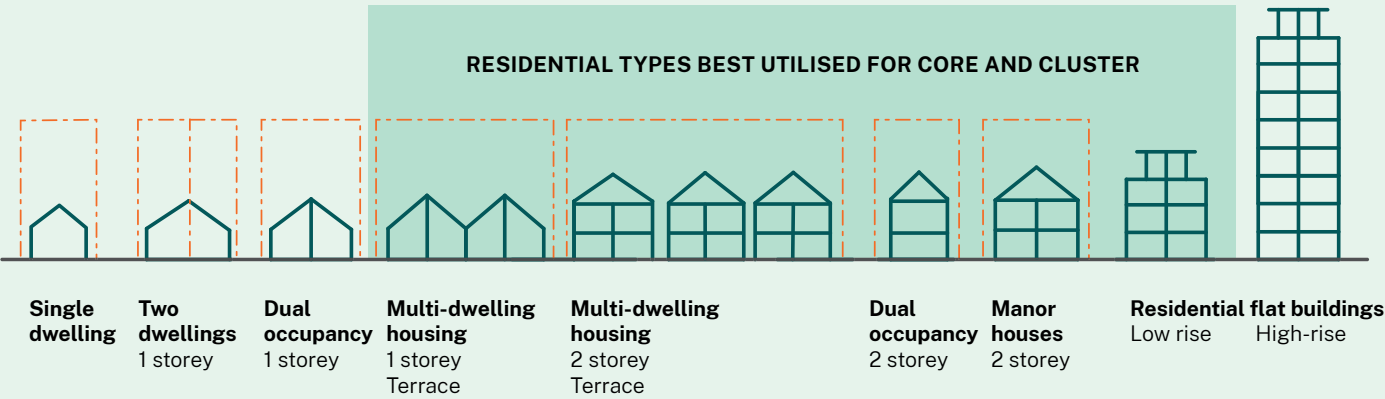 RESIDENTIAL TYPES BEST UTILISED FOR CORE AND CLUSTER
Single
dwelling
Two
dwellings
1 storey
Dual
occupancy
1 storey
Multi-dwelling
housing
1 storey
Terrace
Multi-dwelling
housing
2 storey
Terrace
Dual
occupancy
2 storey
Manor
houses
2 storey
Residential flat buildings
Low rise
High-rise